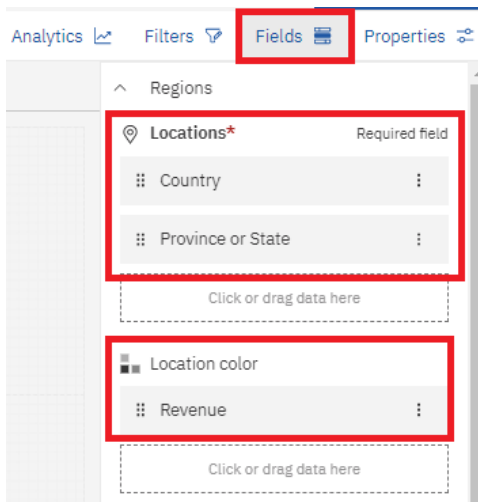 Analytics Filters Fields Properties
Regions
Locations* Required field
Country
Province or State
Click or drag data here
Location color
Revenue
Click or drag data here